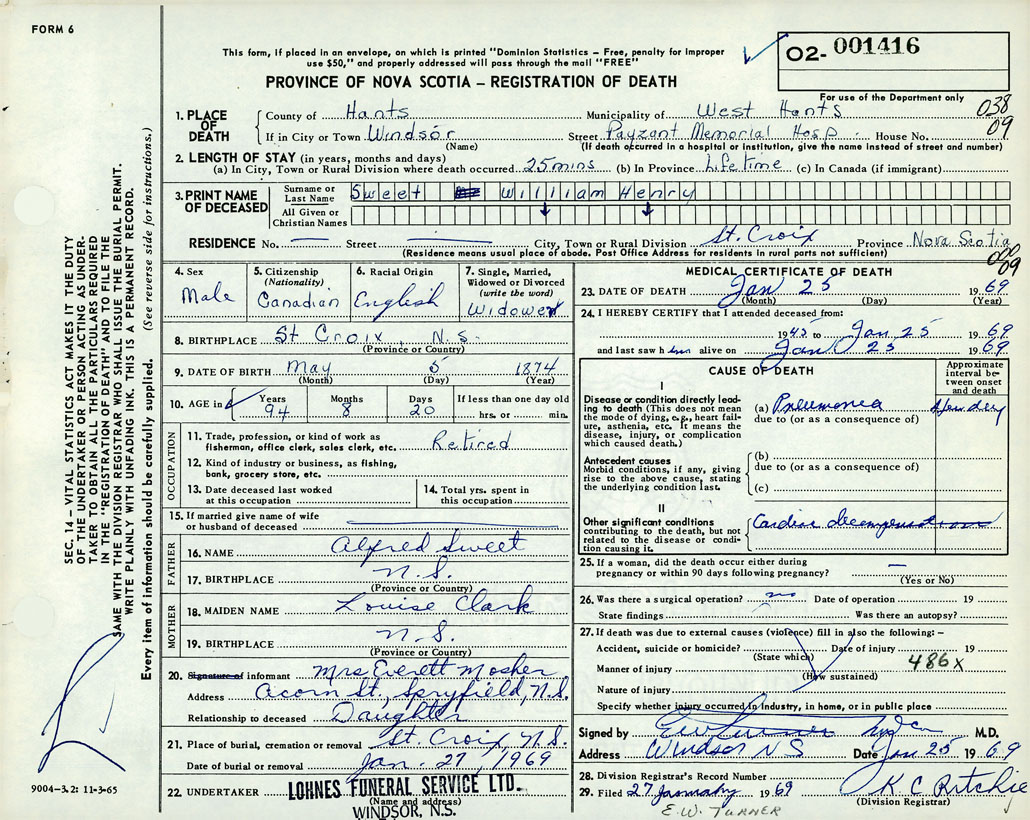 FORM 6
This form, if placed in an envelope, on which is printed "Dominion Statistics – Free, penalty for improper
use $50," and properly addressed will pass through the mail "FREE"
O2- 001416
PROVINCE OF NOVA SCOTIA – REGISTRATION OF DEATH
For use of the Department only
038
09
1. PLACE OF DEATH County of Hants Municipality of West Hants
If in City or Town Windsor Street Payzant Memorial Hosp. House No.
(Name) (If death occurred in a hospital or institution, give the name instead of street and number)
2. LENGTH OF STAY (in years, months and days)
(a) In City, Town or Rural Division where death occurred 25 mins (b) In Province Lifetime (c) In Canada (if immigrant)
3. PRINT NAME OF DECEASED Surname or Last Name Sweet William Henry
All Given or Christian Names
RESIDENCE No. — Street — City, Town or Rural Division St. Croix Province Nova Scotia
(Residence means usual place of abode. Post Office Address for residents in rural parts not sufficient)
000
09
4. Sex Male
5. Citizenship (Nationality) Canadian
6. Racial Origin English
7. Single, Married, Widowed or Divorced (write the word) Widower
8. BIRTHPLACE St Croix, N.S.
(Province or Country)
9. DATE OF BIRTH May 5 1874
(Month) (Day) (Year)
10. AGE in Years 94 Months 8 Days 20 If less than one day old
hrs. or min.
OCCUPATION
11. Trade, profession, or kind of work as
fisherman, office clerk, sales clerk, etc. Retired
12. Kind of industry or business, as fishing,
bank, grocery store, etc.
13. Date deceased last worked
at this occupation
14. Total yrs. spent in
this occupation
15. If married give name of wife
or husband of deceased
FATHER
16. NAME Alfred Sweet
17. BIRTHPLACE N.S.
(Province or Country)
MOTHER
18. MAIDEN NAME Louise Clark
19. BIRTHPLACE N.S.
(Province or Country)
20. Signature of informant Mrs Everett Mosher
Address Acorn St., Spryfield, N.S.
Relationship to deceased Daughter
21. Place of burial, cremation or removal St. Croix, N.S.
Date of burial or removal Jan. 27 /1969
22. UNDERTAKER LOHNES FUNERAL SERVICE LTD.
(Name and address)
WINDSOR, N.S.
MEDICAL CERTIFICATE OF DEATH
23. DATE OF DEATH Jan 25 1969
(Month) (Day) (Year)
24. I HEREBY CERTIFY that I attended deceased from:
1945 to Jan. 25 1969
and last saw him alive on Jan 25 1969
CAUSE OF DEATH
Approximate interval between onset and death
I
Disease or condition directly leading to death (This does not mean the mode of dying, e.g., heart failure, asthenia, etc. It means the disease, injury, or complication which caused death.)
(a) Pneumonia
due to (or as a consequence of)
Antecedent causes
Morbid conditions, if any, giving rise to the above cause, stating the underlying condition last.
(b)
due to (or as a consequence of)
(c)
II
Other significant conditions contributing to the death, but not related to the disease or condition causing it.
Cardiac decompensation
25. If a woman, did the death occur either during
pregnancy or within 90 days following pregnancy? —
(Yes or No)
26. Was there a surgical operation? no Date of operation 19
State findings Was there an autopsy?
27. If death was due to external causes (violence) fill in also the following: –
Accident, suicide or homicide? Date of injury 19
(State which)
Manner of injury 486x
(How sustained)
Nature of injury
Specify whether injury occurred in industry, in home, or in public place
Signed by EW Turner M.D.
Address Windsor NS Date Jan 25 1969
28. Division Registrar's Record Number
29. Filed 27 January 1969 K C Ritchie
(Division Registrar)
E.W. TURNER
SEC. 14 – VITAL STATISTICS ACT MAKES IT THE DUTY
OF THE UNDERTAKER OR PERSON ACTING AS UNDER-
TAKER TO OBTAIN ALL THE PARTICULARS REQUIRED
IN THE "REGISTRATION OF DEATH" AND TO FILE THE
SAME WITH THE DIVISION REGISTRAR WHO SHALL ISSUE THE BURIAL PERMIT.
WRITE PLAINLY WITH UNFADING INK. THIS IS A PERMANENT RECORD.
Every item of information should be carefully supplied. (See reverse side for instructions.)
9004-3.2: 11-3-65